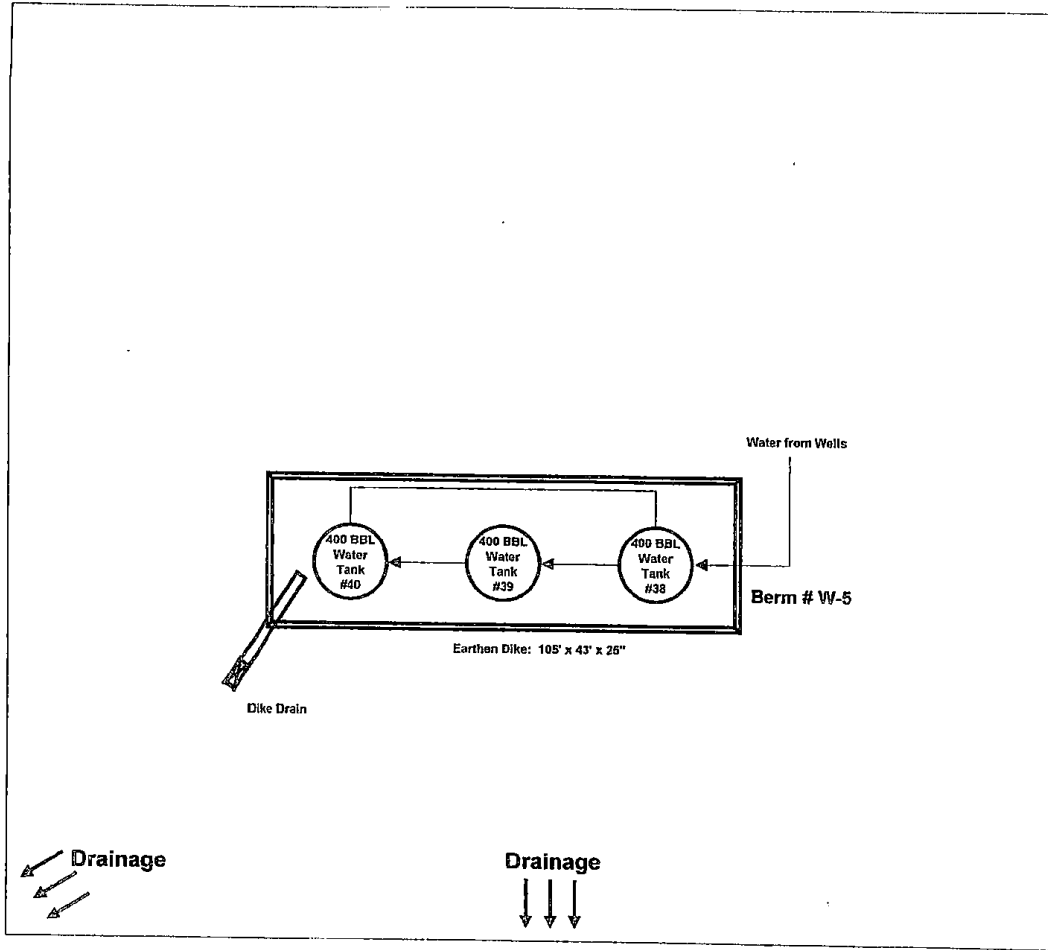 Water from Wells
400 BBL
Water
Tank
#40
400 BBL
Water
Tank
#39
400 BBL
Water
Tank
#38
Berm # W-5
Earthen Dike: 105' x 43' x 26"
Dike Drain
Drainage
Drainage